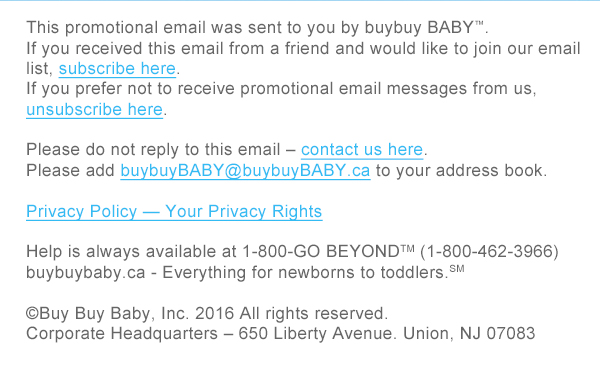 This promotional email was sent to you by buybuy BABY™.
If you received this email from a friend and would like to join our email
list, subscribe here.
If you prefer not to receive promotional email messages from us,
unsubscribe here.
Please do not reply to this email – contact us here.
Please add buybuyBABY@buybuyBABY.ca to your address book.
Privacy Policy — Your Privacy Rights
Help is always available at 1-800-GO BEYOND™ (1-800-462-3966)
buybuybaby.ca - Everything for newborns to toddlers.℠
©Buy Buy Baby, Inc. 2016 All rights reserved.
Corporate Headquarters – 650 Liberty Avenue. Union, NJ 07083